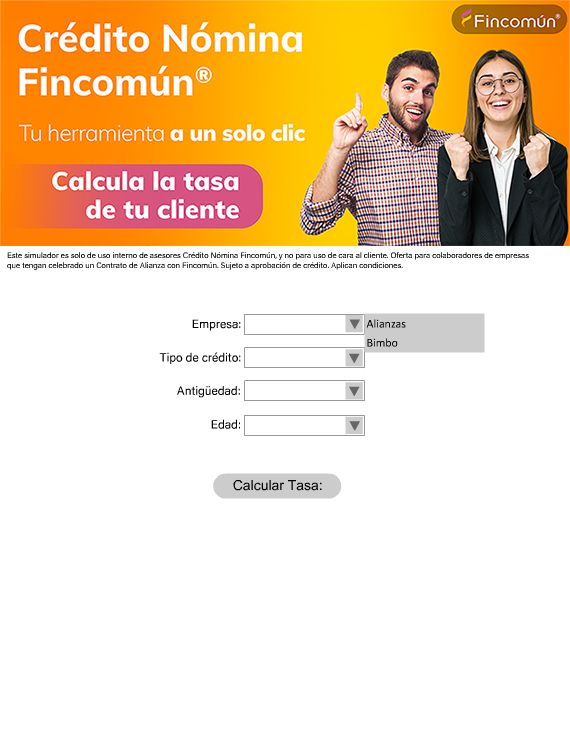 Fincomún®
Crédito Nómina
Fincomún®
Tu herramienta a un solo clic
Calcula la tasa
de tu cliente
Este simulador es solo de uso interno de asesores Crédito Nómina Fincomún, y no para uso de cara al cliente. Oferta para colaboradores de empresas
que tengan celebrado un Contrato de Alianza con Fincomún. Sujeto a aprobación de crédito. Aplican condiciones.
Empresa:
Alianzas
Bimbo
Tipo de crédito:
Antigüedad:
Edad:
Calcular Tasa: